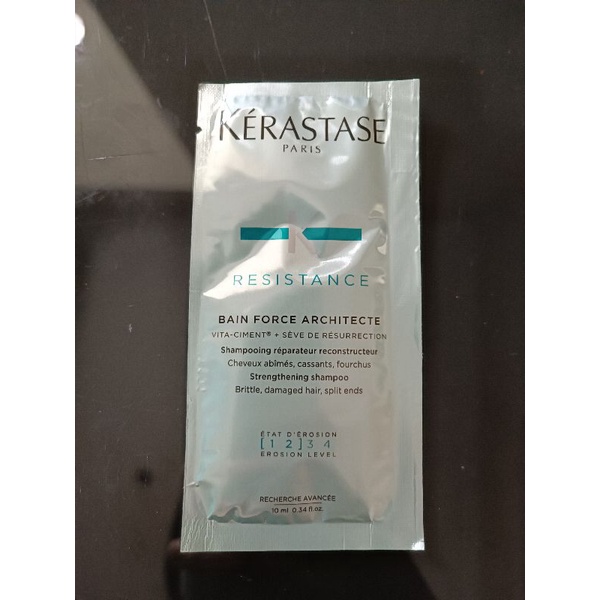 KÉRASTASE
PARIS
K
RESISTANCE
BAIN FORCE ARCHITECTE
VITA-CIMENT® + SÈVE DE RÉSURRECTION
Shampooing réparateur reconstructeur
Cheveux abîmés, cassants, fourchus
Strengthening shampoo
Brittle, damaged hair, split ends
ÉTAT D'ÉROSION
[1 2]3 4
EROSION LEVEL
RECHERCHE AVANCÉE
10 ml 0.34 fl.oz.